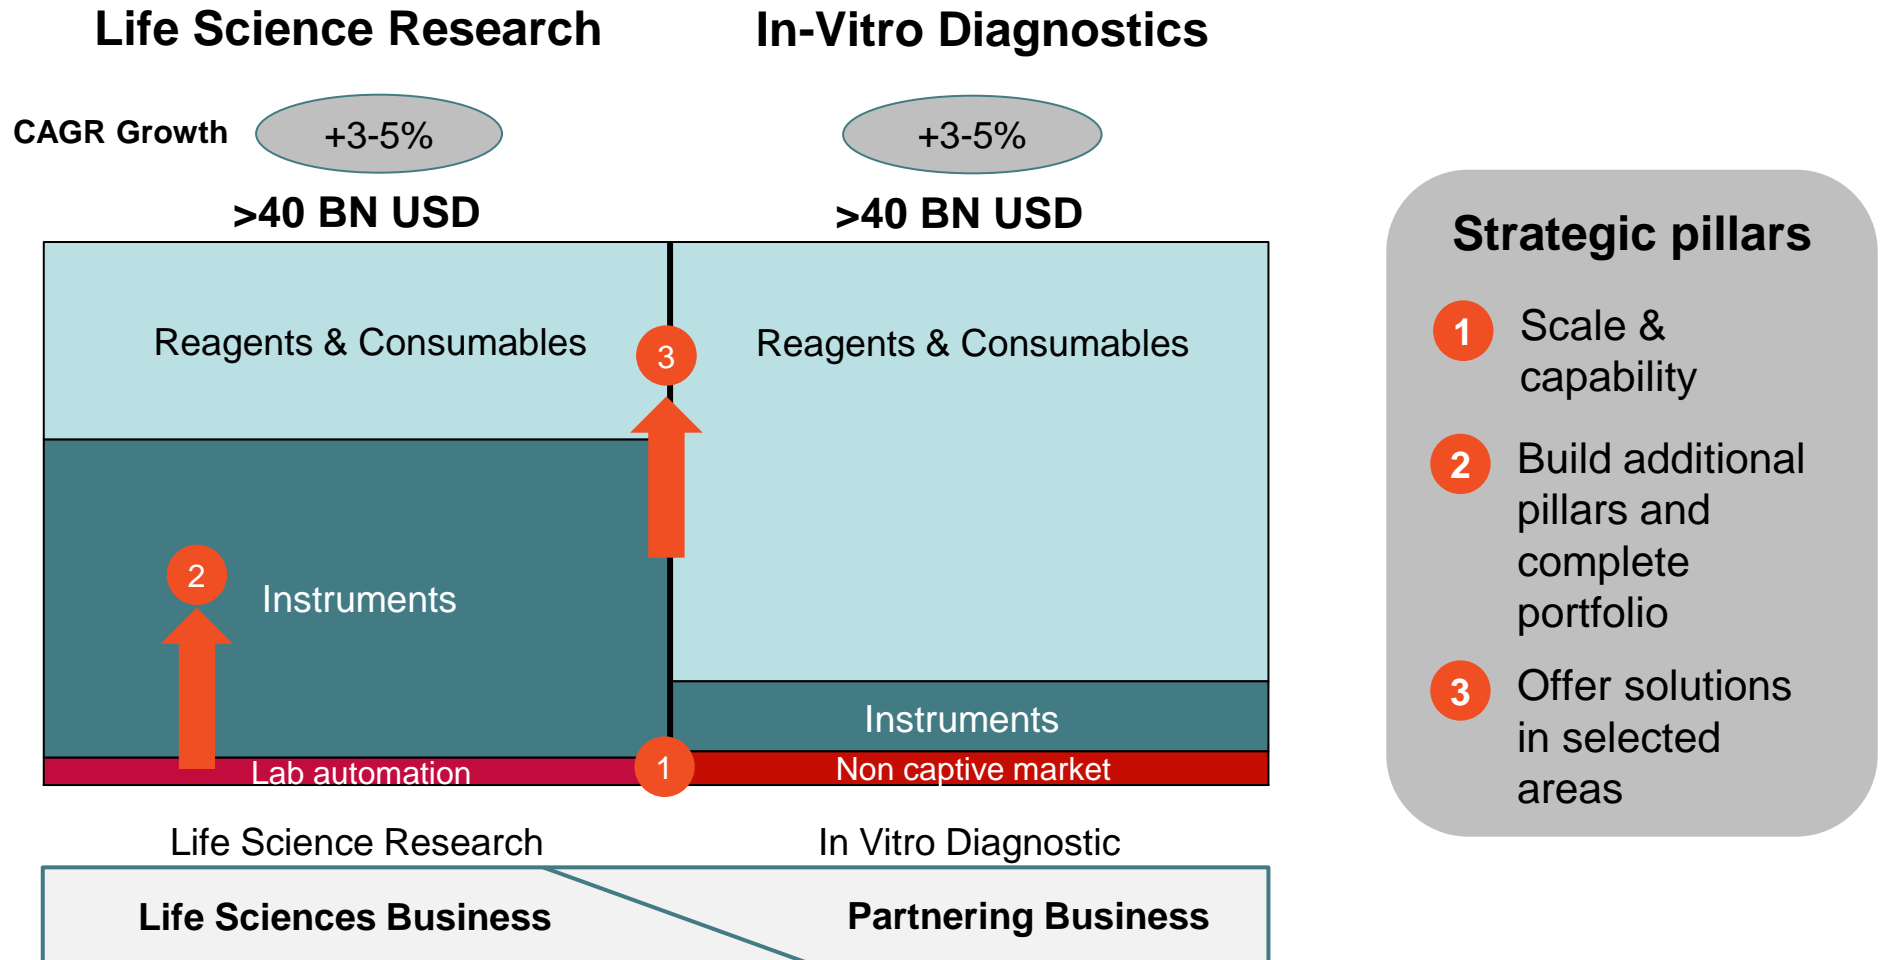 Life Science Research
In-Vitro Diagnostics
CAGR Growth
+3-5%
+3-5%
>40 BN USD
>40 BN USD
Reagents & Consumables
3
Reagents & Consumables
2
Instruments
Instruments
Lab automation
1
Non captive market
Life Science Research
In Vitro Diagnostic
Life Sciences Business
Partnering Business
Strategic pillars
1
Scale &
capability
2
Build additional
pillars and
complete
portfolio
3
Offer solutions
in selected
areas